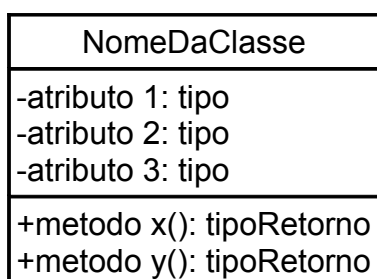 NomeDaClasse
-atributo 1: tipo
-atributo 2: tipo
-atributo 3: tipo
+metodo x(): tipoRetorno
+metodo y(): tipoRetorno